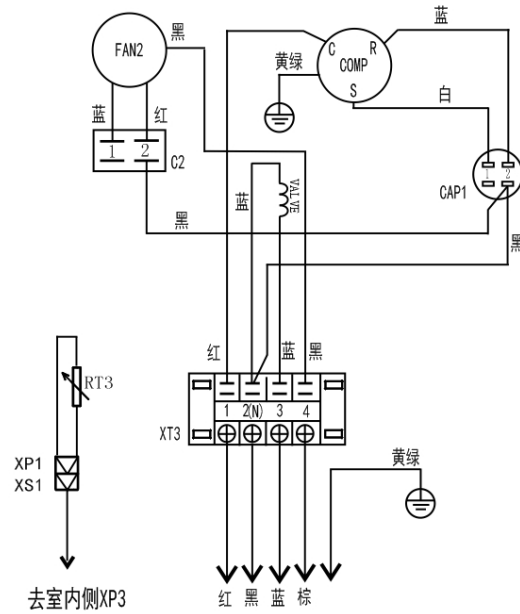 FAN2
黑
蓝
红
1 2
C2
黑
C R
COMP
S
黄绿
蓝
白
1 2
CAP1
黑
蓝
VALVE
红
蓝
黑
1 2(N) 3 4
XT3
RT3
XP1
XS1
去室内侧XP3
黄绿
红 黑 蓝 棕